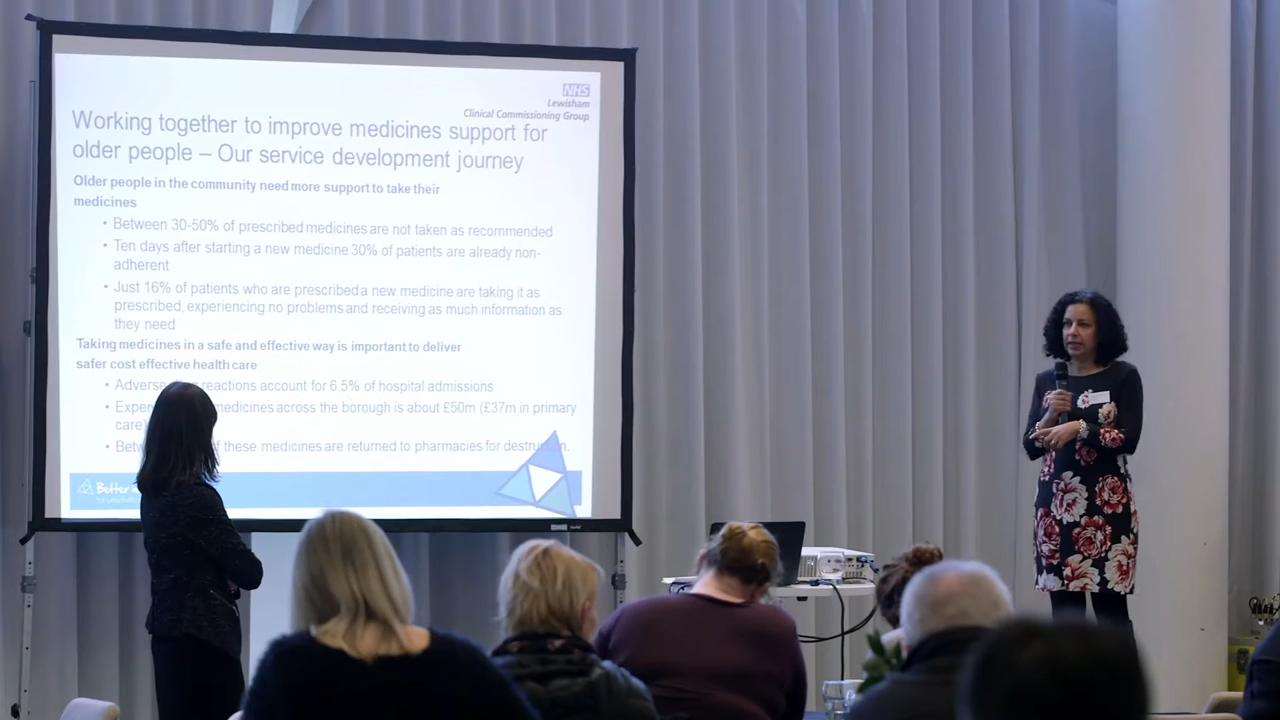 NHS
Lewisham
Clinical Commissioning Group
Working together to improve medicines support for
older people – Our service development journey
Older people in the community need more support to take their
medicines
• Between 30-50% of prescribed medicines are not taken as recommended
• Ten days after starting a new medicine 30% of patients are already non-
adherent
• Just 16% of patients who are prescribed a new medicine are taking it as
prescribed, experiencing no problems and receiving as much information as
they need
Taking medicines in a safe and effective way is important to deliver
safer cost effective health care
• Adverse reactions account for 6.5% of hospital admissions
• medicines across the borough is about £50m (£37m in primary
care)
• these medicines are returned to pharmacies for
Better